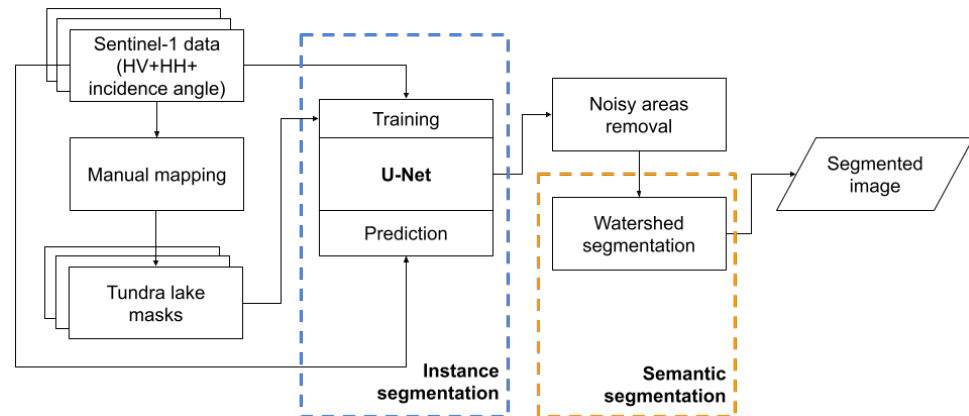 Sentinel-1 data
(HV+HH+
incidence angle)
Manual mapping
Tundra lake
masks
Training
U-Net
Prediction
Instance
segmentation
Noisy areas
removal
Watershed
segmentation
Semantic
segmentation
Segmented
image